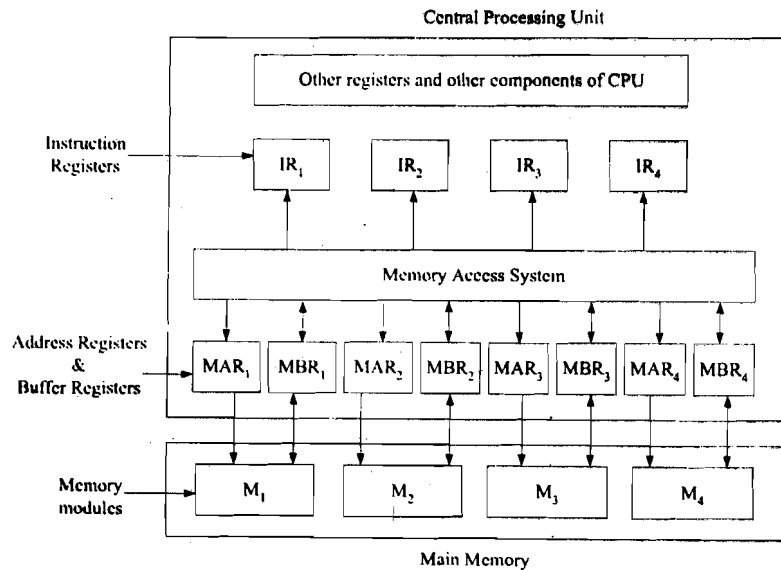 Central Processing Unit
Other registers and other components of CPU
Instruction
Registers
IR₁
IR₂
IR₃
IR₄
Memory Access System
Address Registers
&
Buffer Registers
MAR₁
MBR₁
MAR₂
MBR₂
MAR₃
MBR₃
MAR₄
MBR₄
Memory
modules
M₁
M₂
M₃
M₄
Main Memory